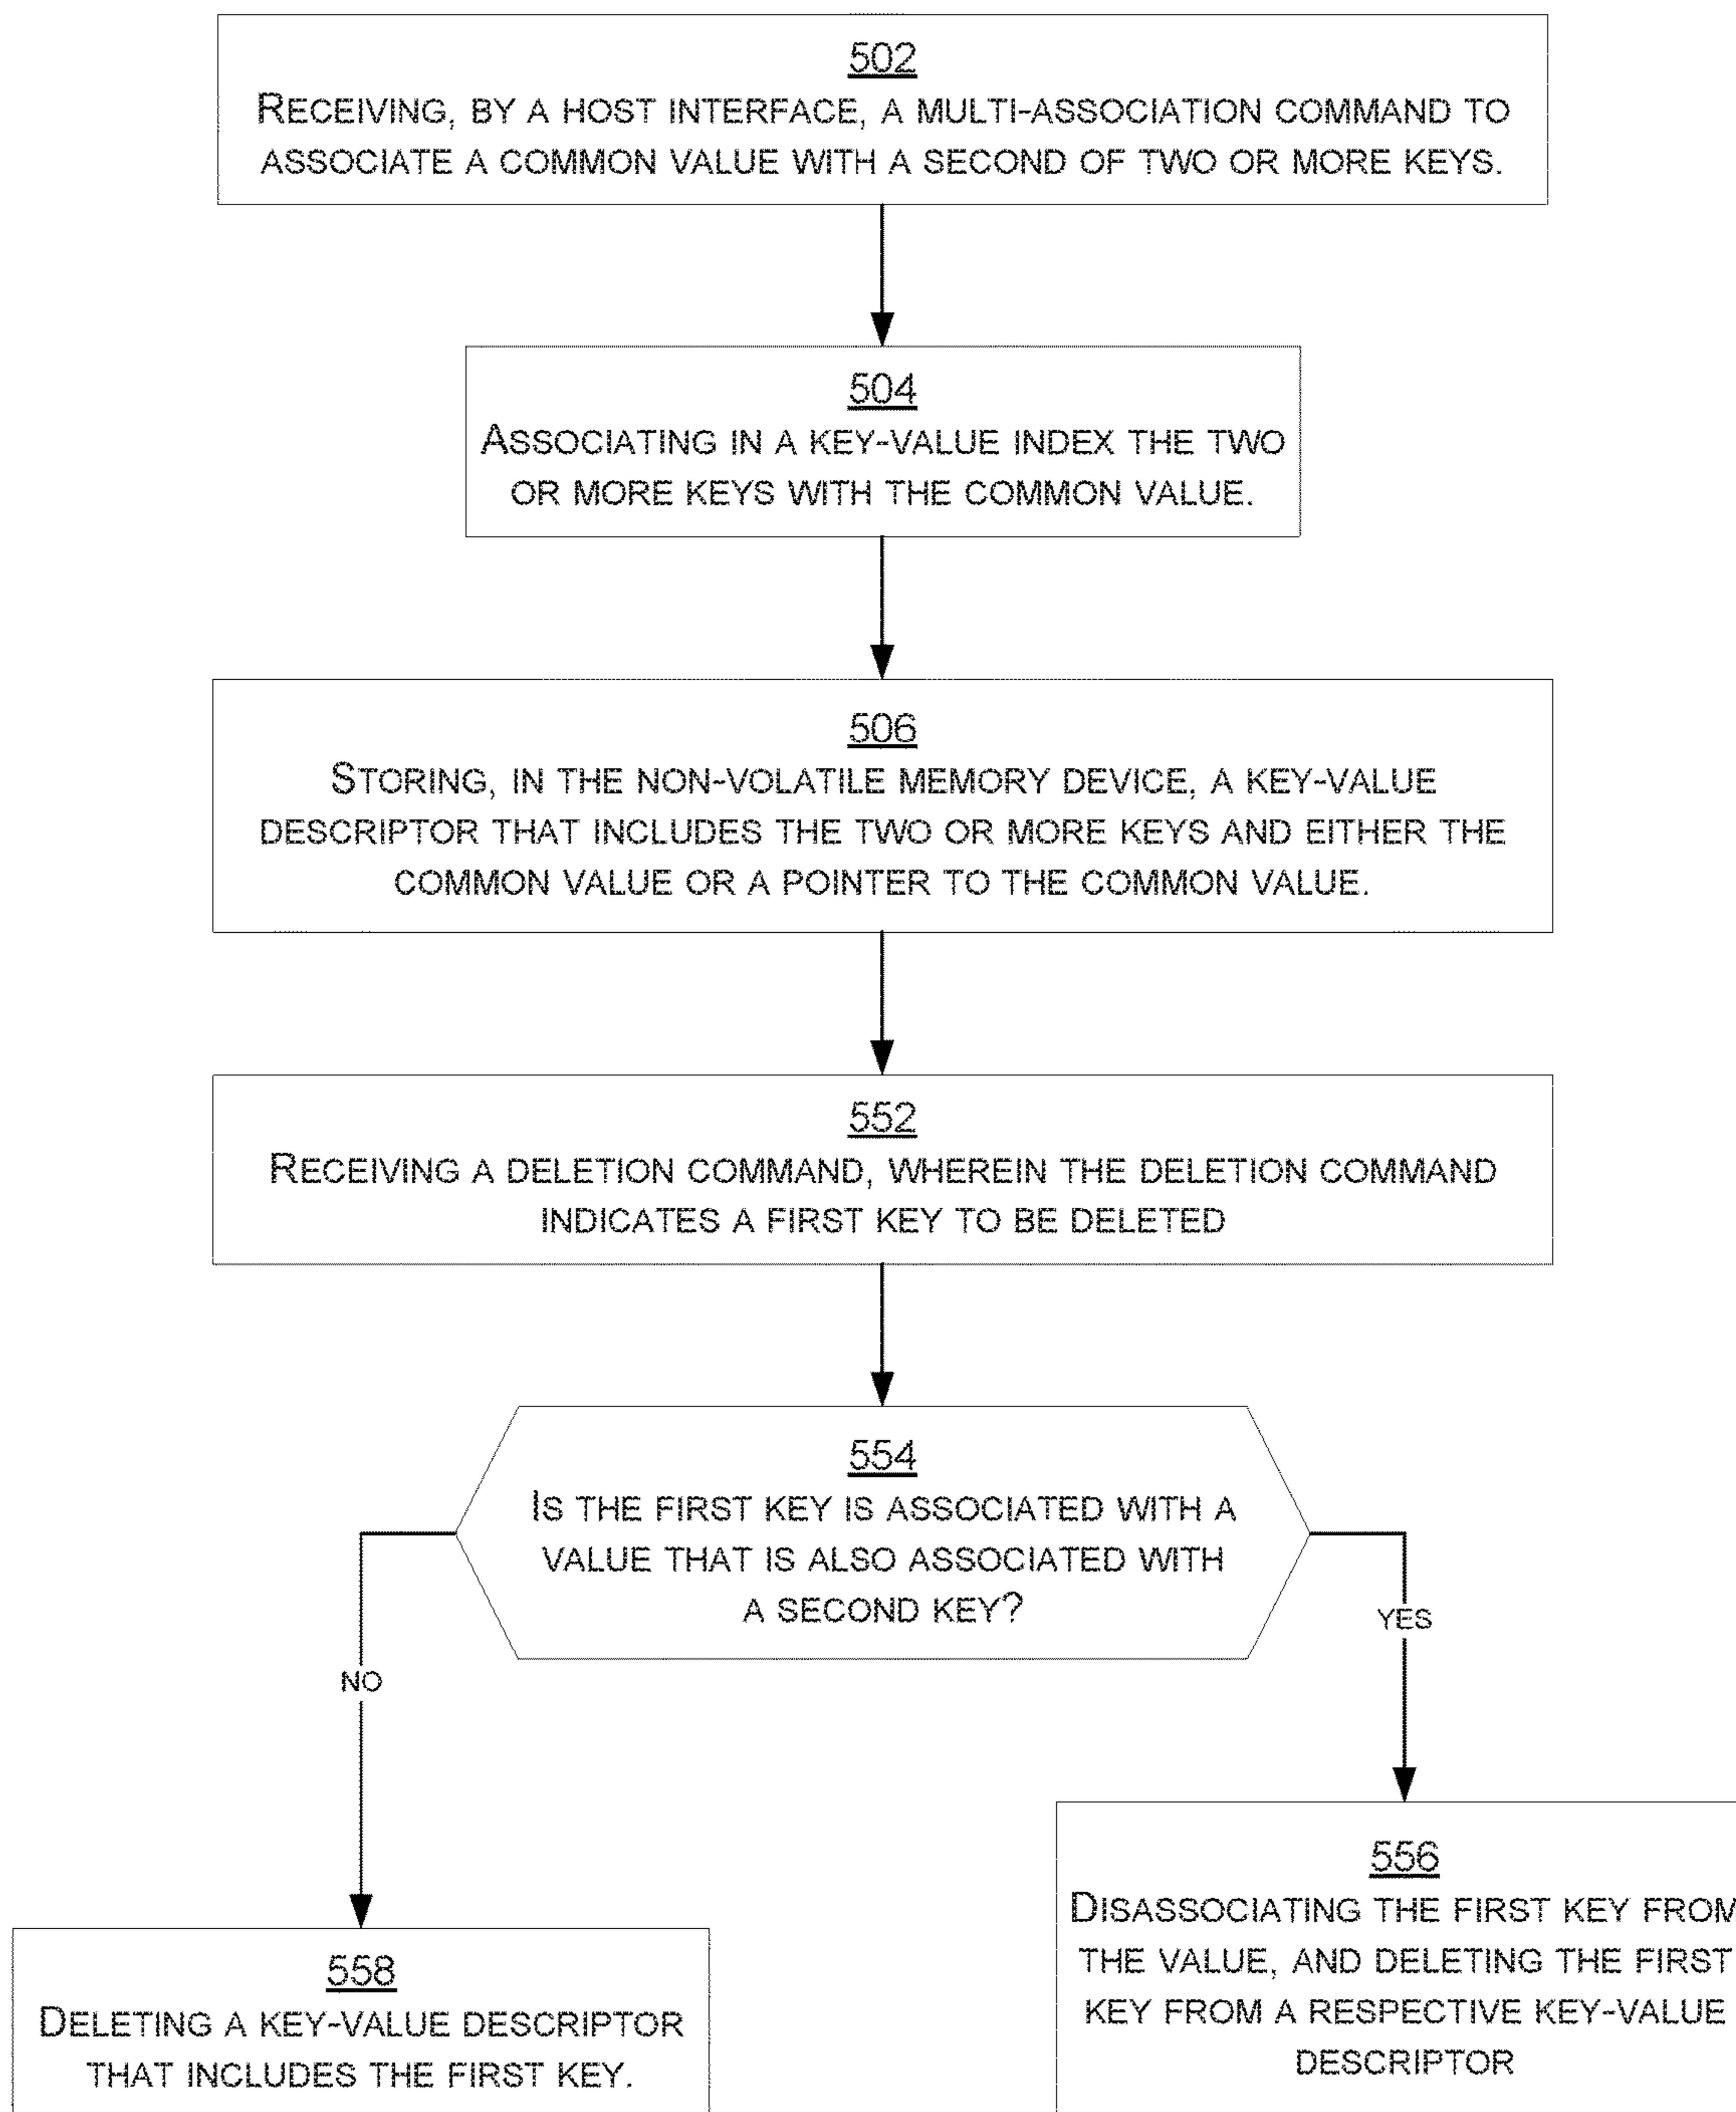 502
RECEIVING, BY A HOST INTERFACE, A MULTI-ASSOCIATION COMMAND TO
ASSOCIATE A COMMON VALUE WITH A SECOND OF TWO OR MORE KEYS.
504
ASSOCIATING IN A KEY-VALUE INDEX THE TWO
OR MORE KEYS WITH THE COMMON VALUE.
506
STORING, IN THE NON-VOLATILE MEMORY DEVICE, A KEY-VALUE
DESCRIPTOR THAT INCLUDES THE TWO OR MORE KEYS AND EITHER THE
COMMON VALUE OR A POINTER TO THE COMMON VALUE.
552
RECEIVING A DELETION COMMAND, WHEREIN THE DELETION COMMAND
INDICATES A FIRST KEY TO BE DELETED
554
IS THE FIRST KEY IS ASSOCIATED WITH A
VALUE THAT IS ALSO ASSOCIATED WITH
A SECOND KEY?
NO
YES
558
DELETING A KEY-VALUE DESCRIPTOR
THAT INCLUDES THE FIRST KEY.
556
DISASSOCIATING THE FIRST KEY FROM
THE VALUE, AND DELETING THE FIRST
KEY FROM A RESPECTIVE KEY-VALUE
DESCRIPTOR